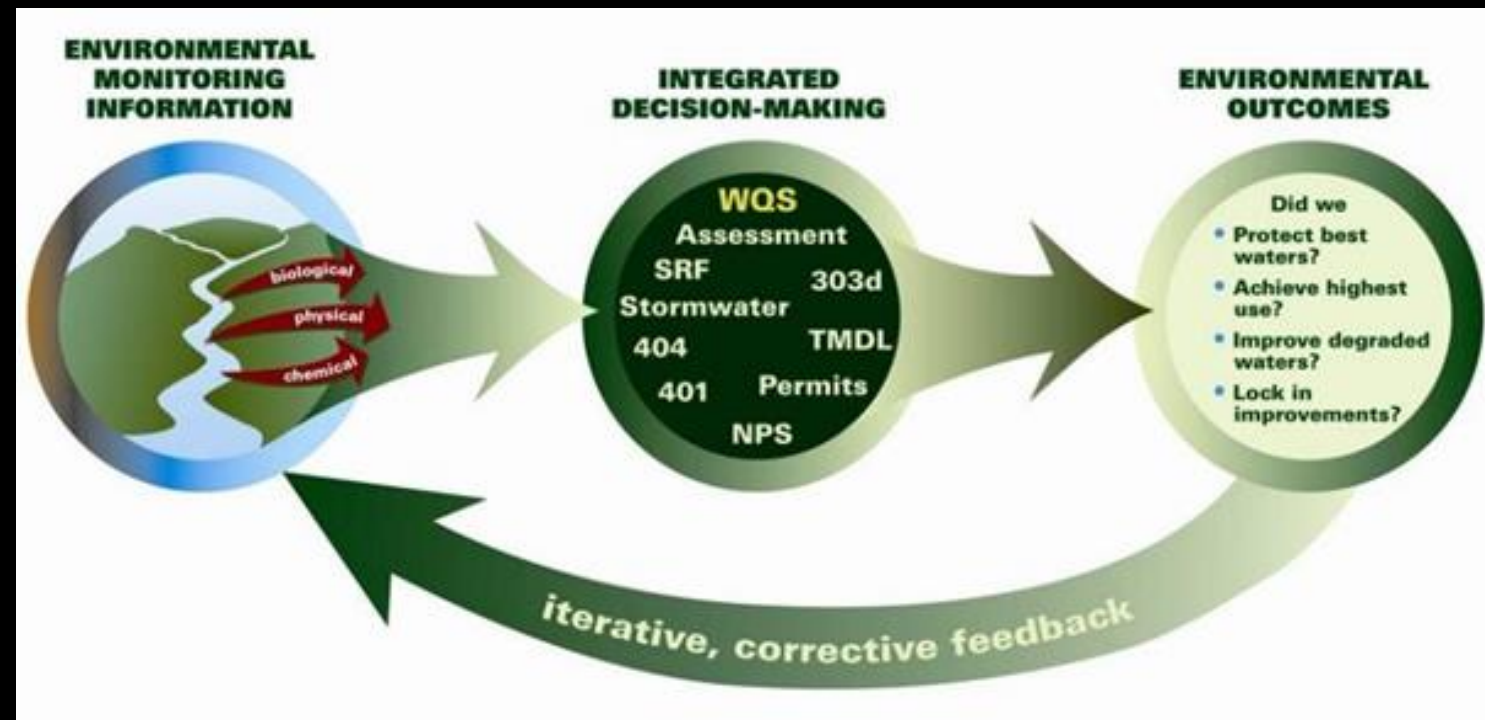 ENVIRONMENTAL
MONITORING
INFORMATION
biological
physical
chemical
INTEGRATED
DECISION-MAKING
WQS
Assessment
SRF
303d
Stormwater
404
TMDL
401
Permits
NPS
ENVIRONMENTAL
OUTCOMES
Did we
• Protect best
waters?
• Achieve highest
use?
• Improve degraded
waters?
• Lock in
improvements?
iterative, corrective feedback